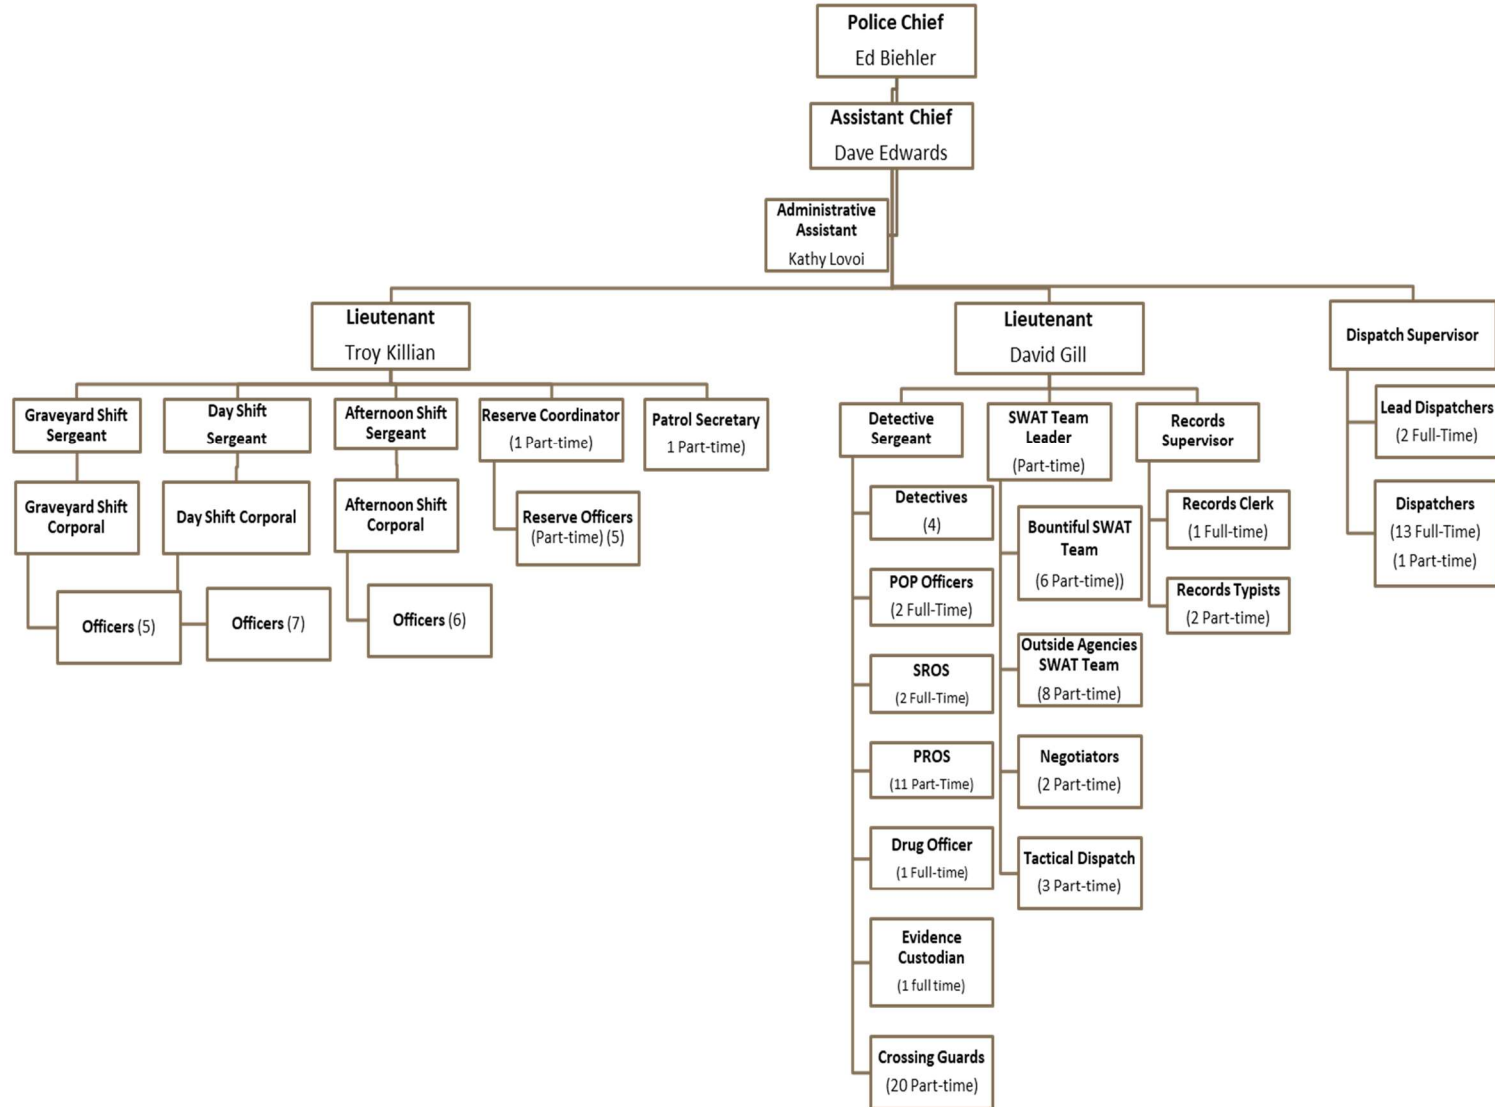 Police Chief
Ed Biehler
Assistant Chief
Dave Edwards
Administrative
Assistant
Kathy Lovoi
Lieutenant
Troy Killian
Lieutenant
David Gill
Dispatch Supervisor
Graveyard Shift
Sergeant
Day Shift
Sergeant
Afternoon Shift
Sergeant
Reserve Coordinator
(1 Part-time)
Patrol Secretary
1 Part-time)
Graveyard Shift
Corporal
Day Shift Corporal
Afternoon Shift
Corporal
Reserve Officers
(Part-time) (5)
Officers (5)
Officers (7)
Officers (6)
Detective
Sergeant
Detectives
(4)
POP Officers
(2 Full-Time)
SROS
(2 Full-Time)
PROS
(11 Part-Time)
Drug Officer
(1 Full-time)
Evidence
Custodian
(1 full time)
Crossing Guards
(20 Part-time)
SWAT Team
Leader
(Part-time)
Bountiful SWAT
Team
(6 Part-time))
Outside Agencies
SWAT Team
(8 Part-time)
Negotiators
(2 Part-time)
Tactical Dispatch
(3 Part-time)
Records
Supervisor
Records Clerk
(1 Full-time)
Records Typists
(2 Part-time)
Lead Dispatchers
(2 Full-Time)
Dispatchers
(13 Full-Time)
(1 Part-time)